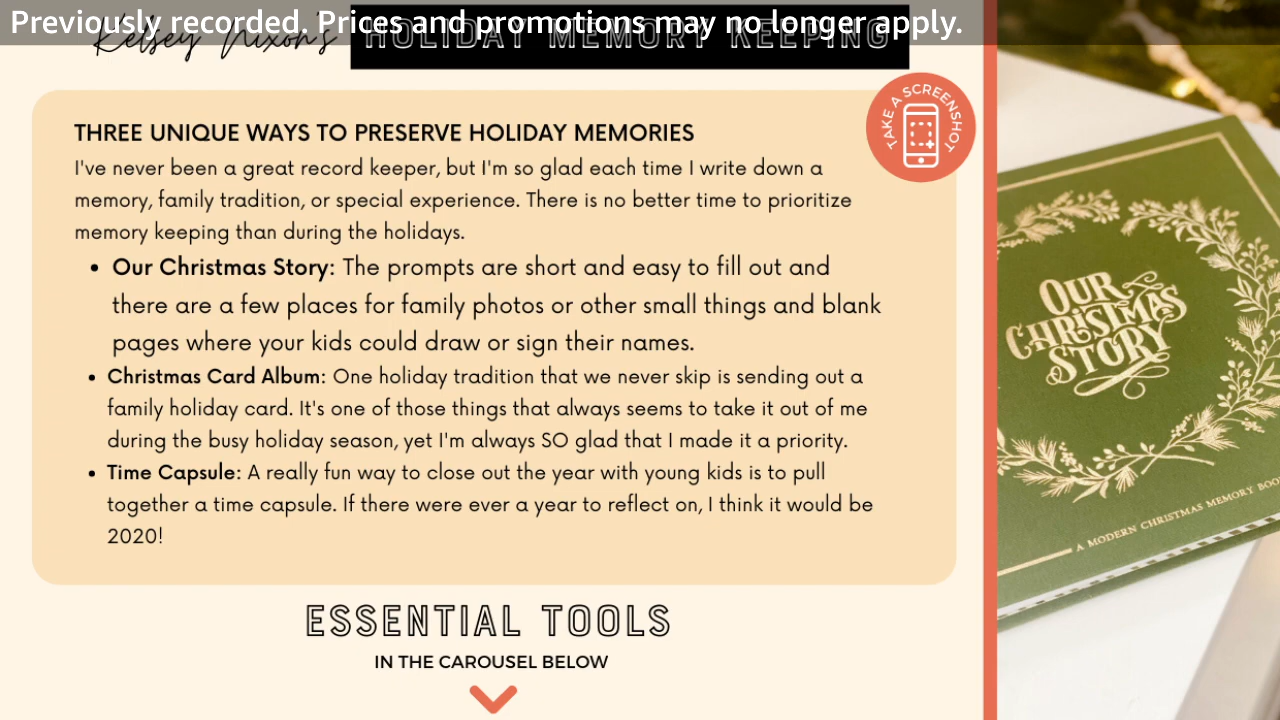 Previously recorded. Prices and promotions may no longer apply.
Kelsey Nixon's HOLIDAY MEMORY KEEPING
TAKE A SCREENSHOT
THREE UNIQUE WAYS TO PRESERVE HOLIDAY MEMORIES
I've never been a great record keeper, but I'm so glad each time I write down a
memory, family tradition, or special experience. There is no better time to prioritize
memory keeping than during the holidays.
• Our Christmas Story: The prompts are short and easy to fill out and
there are a few places for family photos or other small things and blank
pages where your kids could draw or sign their names.
• Christmas Card Album: One holiday tradition that we never skip is sending out a
family holiday card. It's one of those things that always seems to take it out of me
during the busy holiday season, yet I'm always SO glad that I made it a priority.
• Time Capsule: A really fun way to close out the year with young kids is to pull
together a time capsule. If there were ever a year to reflect on, I think it would be
2020!
ESSENTIAL TOOLS
IN THE CAROUSEL BELOW
OUR
CHRISTMAS
STORY
A MODERN CHRISTMAS MEMORY BOO